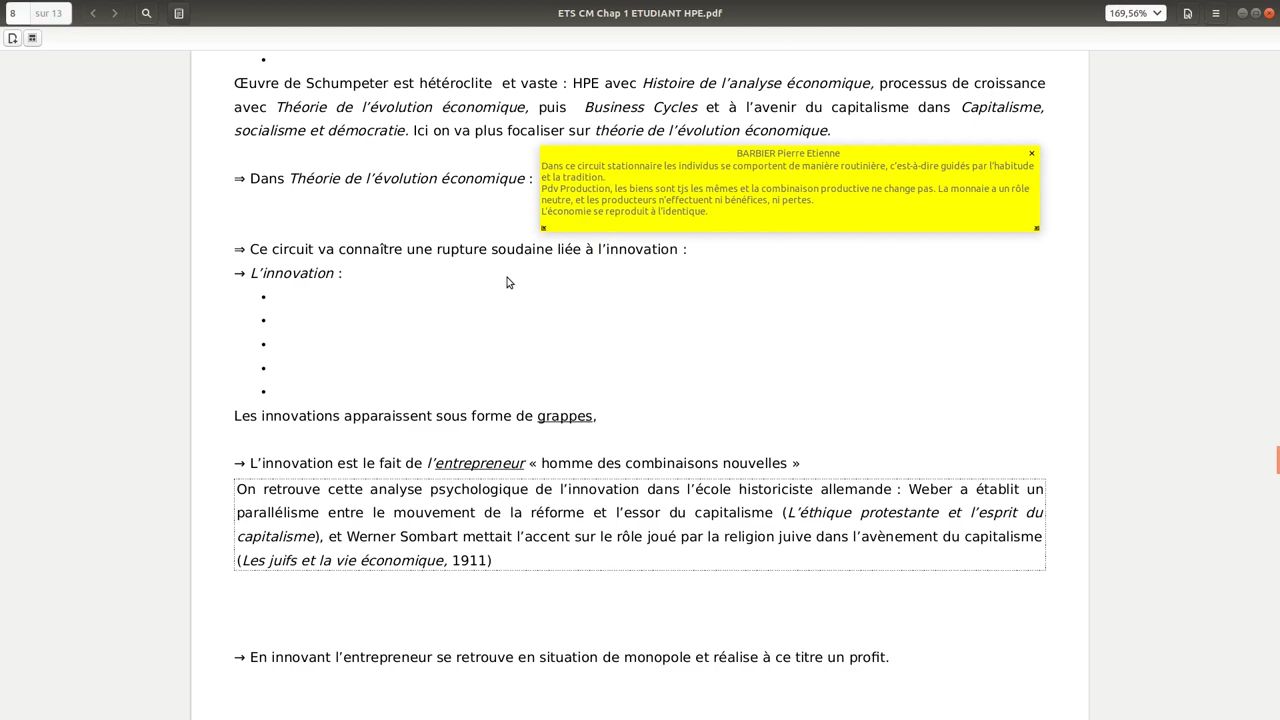 8 sur 13
ETS CM Chap 1 ETUDIANT HPE.pdf
169,56%
•
Œuvre de Schumpeter est hétéroclite et vaste : HPE avec Histoire de l’analyse économique, processus de croissance
avec Théorie de l’évolution économique, puis Business Cycles et à l’avenir du capitalisme dans Capitalisme,
socialisme et démocratie. Ici on va plus focaliser sur théorie de l’évolution économique.
BARBIER Pierre Etienne
Dans ce circuit stationnaire les individus se comportent de manière routinière, c’est-à-dire guidés par l’habitude
et la tradition.
Pdv Production, les biens sont tjs les mêmes et la combinaison productive ne change pas. La monnaie a un rôle
neutre, et les producteurs n’effectuent ni bénéfices, ni pertes.
L’économie se reproduit à l’identique.
⇒ Dans Théorie de l’évolution économique :
⇒ Ce circuit va connaître une rupture soudaine liée à l’innovation :
→ L’innovation :
•
•
•
•
•
Les innovations apparaissent sous forme de grappes,
→ L’innovation est le fait de l’entrepreneur « homme des combinaisons nouvelles »
On retrouve cette analyse psychologique de l’innovation dans l’école historiciste allemande : Weber a établit un
parallélisme entre le mouvement de la réforme et l’essor du capitalisme (L’éthique protestante et l’esprit du
capitalisme), et Werner Sombart mettait l’accent sur le rôle joué par la religion juive dans l’avènement du capitalisme
(Les juifs et la vie économique, 1911)
→ En innovant l’entrepreneur se retrouve en situation de monopole et réalise à ce titre un profit.